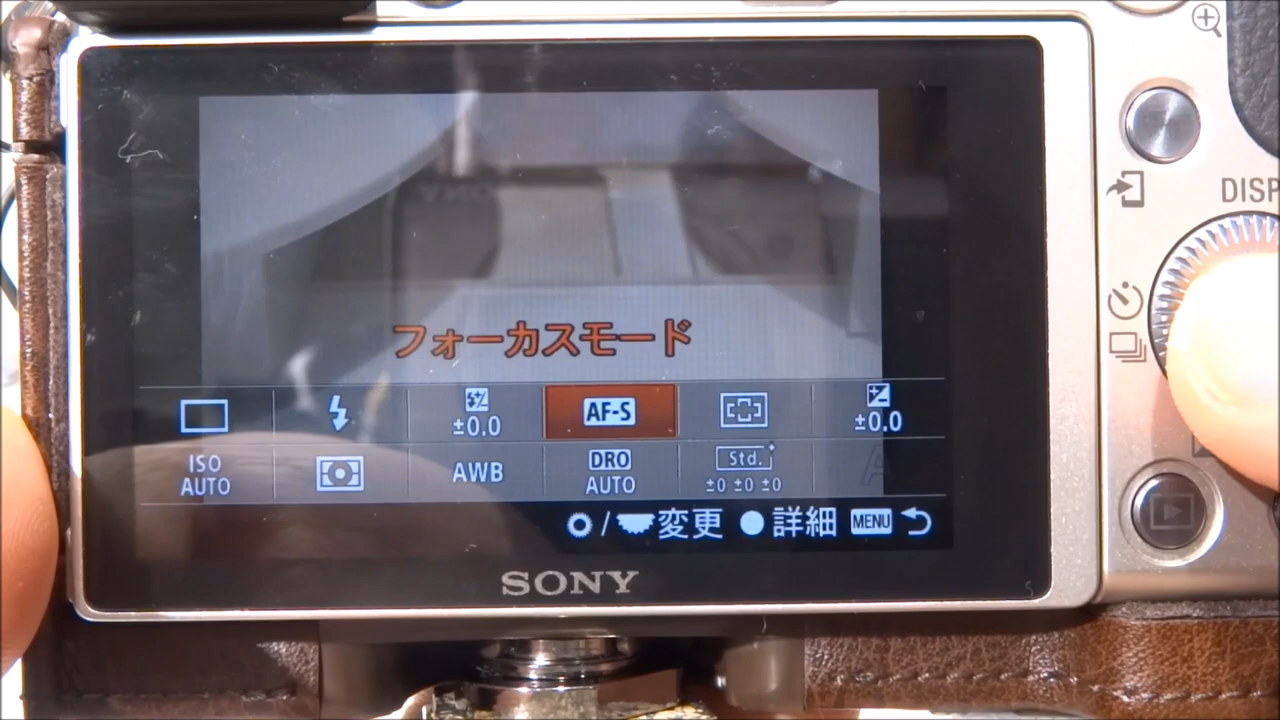 DISP
フォーカスモード
±0.0
AF-S
±0.0
ISO
AUTO
AWB
DRO
AUTO
Std.
±0 ±0 ±0
/ 変更 詳細 MENU
SONY